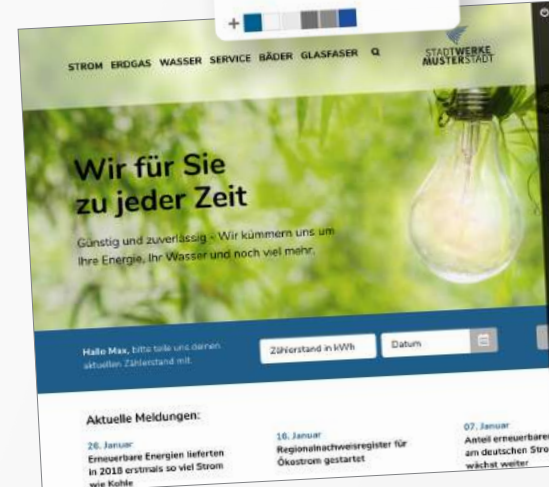 STROM ERDGAS WASSER SERVICE BÄDER GLASFASER
STADTWERKE
MUSTERSTADT
Wir für Sie
zu jeder Zeit
Günstig und zuverlässig - Wir kümmern uns um
Ihre Energie, Ihr Wasser und noch viel mehr.
Hallo Max, bitte teile uns deinen
aktuellen Zählerstand mit.
Zählerstand in kWh
Datum
Aktuelle Meldungen:
26. Januar
Erneuerbare Energien lieferten
in 2018 erstmals so viel Strom
wie Kohle
16. Januar
Regionalnachweisregister für
Ökostrom gestartet
07. Januar
Anteil erneuerbarer
am deutschen Stro
wächst weiter